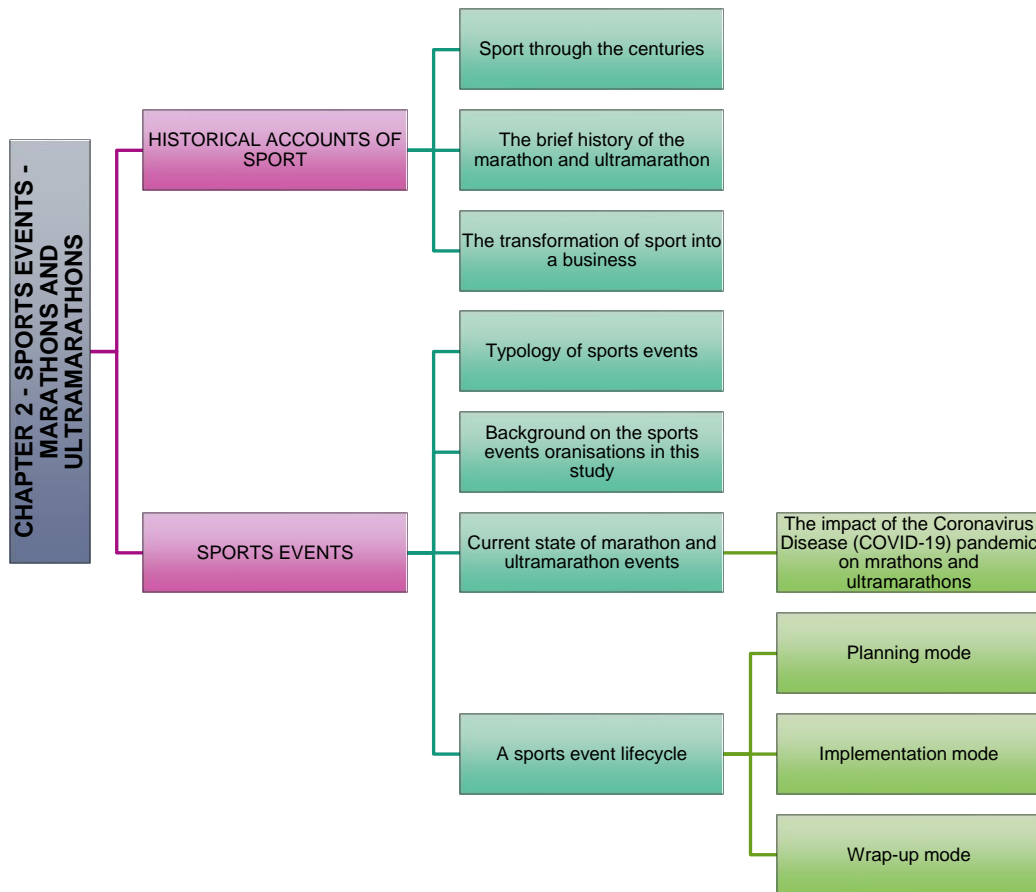 CHAPTER 2 - SPORTS EVENTS -
MARATHONS AND
ULTRAMARATHONS
HISTORICAL ACCOUNTS OF
SPORT
Sport through the centuries
The brief history of the
marathon and ultramarathon
The transformation of sport into
a business
SPORTS EVENTS
Typology of sports events
Background on the sports
events oranisations in this
study
Current state of marathon and
ultramarathon events
The impact of the Coronavirus
Disease (COVID-19) pandemic
on mrathons and
ultramarathons
A sports event lifecycle
Planning mode
Implementation mode
Wrap-up mode